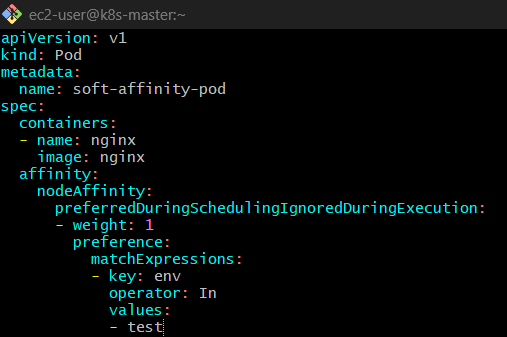 ec2-user@k8s-master:~
apiVersion: v1
kind: Pod
metadata:
  name: soft-affinity-pod
spec:
  containers:
  - name: nginx
    image: nginx
  affinity:
    nodeAffinity:
      preferredDuringSchedulingIgnoredDuringExecution:
      - weight: 1
        preference:
          matchExpressions:
          - key: env
            operator: In
            values:
            - test